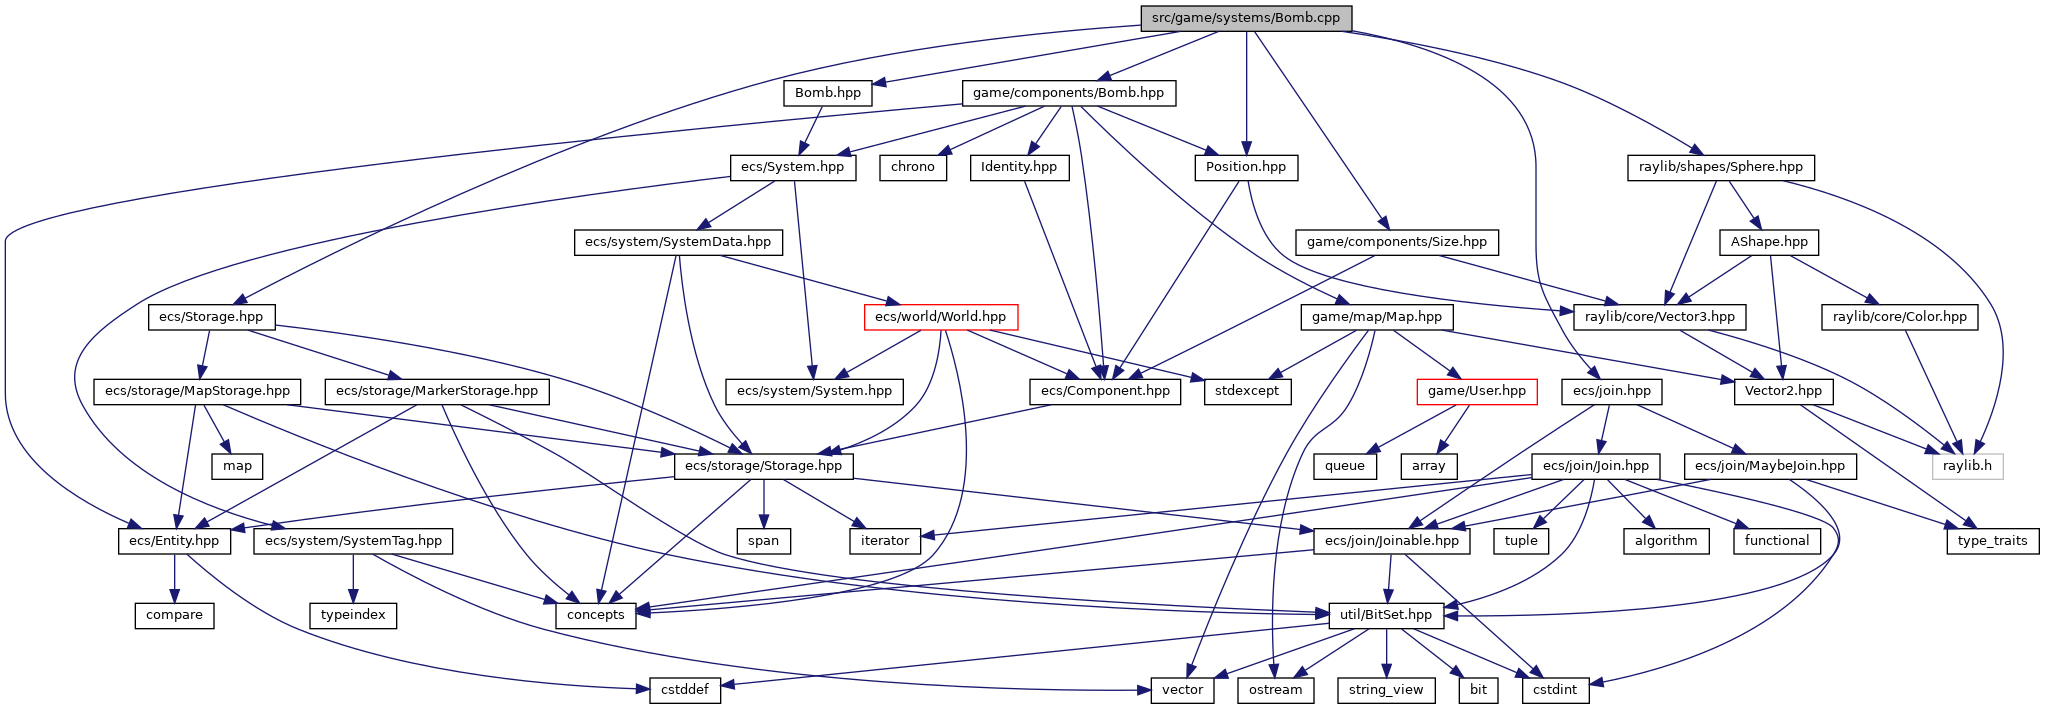 src/game/systems/Bomb.cpp
Bomb.hpp
game/components/Bomb.hpp
ecs/System.hpp
chrono
Identity.hpp
Position.hpp
raylib/shapes/Sphere.hpp
ecs/system/SystemData.hpp
game/components/Size.hpp
AShape.hpp
ecs/Storage.hpp
ecs/world/World.hpp
game/map/Map.hpp
raylib/core/Vector3.hpp
raylib/core/Color.hpp
ecs/storage/MapStorage.hpp
ecs/storage/MarkerStorage.hpp
ecs/system/System.hpp
ecs/Component.hpp
stdexcept
game/User.hpp
ecs/join.hpp
Vector2.hpp
map
ecs/storage/Storage.hpp
queue
array
ecs/join/Join.hpp
ecs/join/MaybeJoin.hpp
raylib.h
ecs/Entity.hpp
ecs/system/SystemTag.hpp
span
iterator
ecs/join/Joinable.hpp
tuple
algorithm
functional
type_traits
compare
typeindex
concepts
util/BitSet.hpp
cstddef
vector
ostream
string_view
bit
cstdint